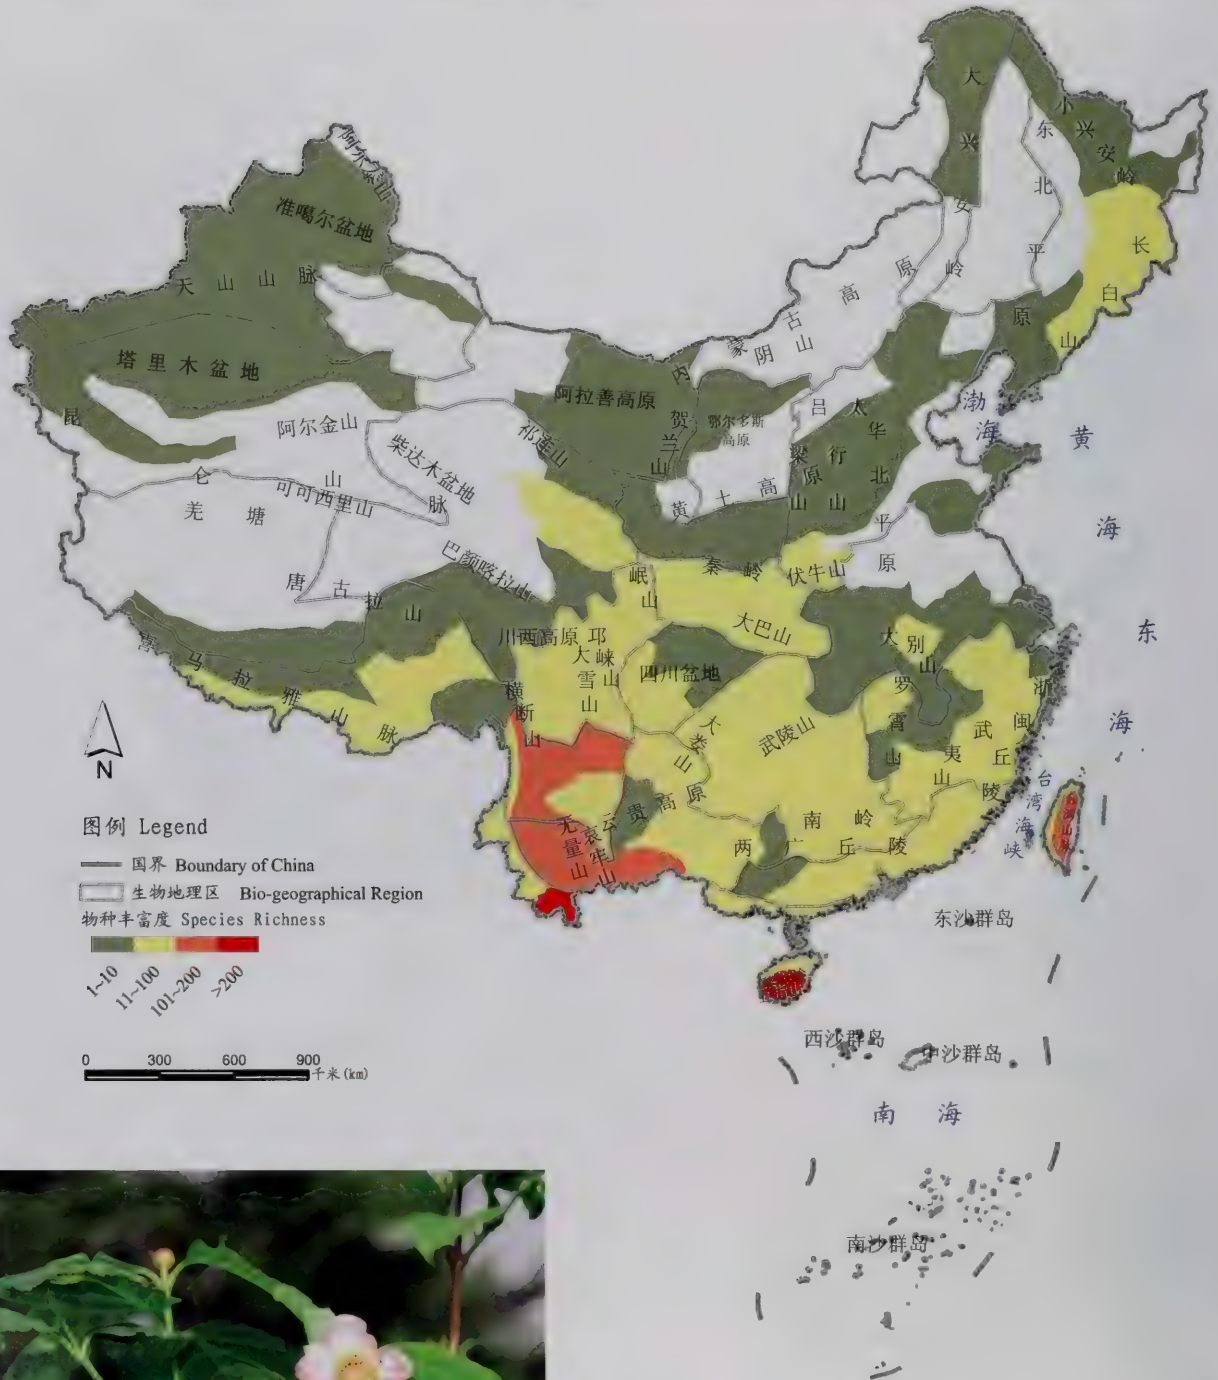 阿尔泰山
准噶尔盆地
天山山脉
塔里木盆地
昆仑山脉
阿尔金山
柴达木盆地
祁连山
阿拉善高原
羌塘
可可西里山
唐古拉山
巴颜喀拉山
喜马拉雅山脉
大兴安岭
小兴安岭
东北平原
长白山
内蒙古高原
阴山
贺兰山
鄂尔多斯
高原
吕梁山
太行山
华北平原
黄土高原
渤海
黄海
东海
秦岭
伏牛山
岷山
大巴山
川西高原
邛崃山
大雪山
四川盆地
横断山
大别山
罗霄山
武陵山
大娄山
武夷山
浙闽丘陵
云贵高原
无量山
哀牢山
南岭
两广丘陵
台湾海峡
台湾山脉
东沙群岛
西沙群岛
中沙群岛
南海
南沙群岛
N
图例 Legend
国界 Boundary of China
生物地理区 Bio-geographical Region
物种丰富度 Species Richness
1~10
11~100
101~200
>200
0 300 600 900
千米(km)